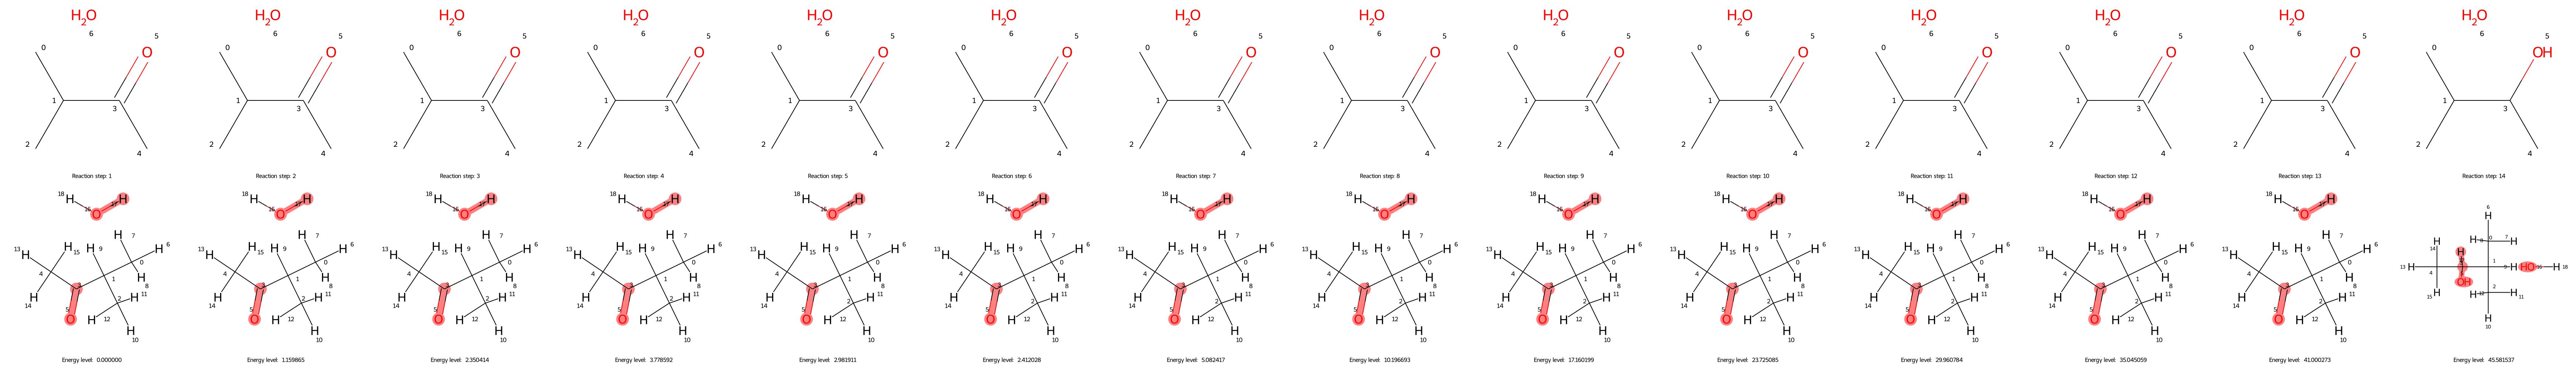 H₂O H₂O H₂O H₂O H₂O H₂O H₂O H₂O H₂O H₂O H₂O H₂O H₂O H₂O
6 5 6 5 6 5 6 5 6 5 6 5 6 5 6 5 6 5 6 5 6 5 6 5 6 5 6 5
0 O 0 O 0 O 0 O 0 O 0 O 0 O 0 O 0 O 0 O 0 O 0 O 0 O 0 OH
1 3 1 3 1 3 1 3 1 3 1 3 1 3 1 3 1 3 1 3 1 3 1 3 1 3 1 3
2 4 2 4 2 4 2 4 2 4 2 4 2 4 2 4 2 4 2 4 2 4 2 4 2 4 2 4
Reaction step: 1 Reaction step: 2 Reaction step: 3 Reaction step: 4 Reaction step: 5 Reaction step: 6 Reaction step: 7 Reaction step: 8 Reaction step: 9 Reaction step: 10 Reaction step: 11 Reaction step: 12 Reaction step: 13 Reaction step: 14
18 H 17 H 18 H 17 H 18 H 17 H 18 H 17 H 18 H 17 H 18 H 17 H 18 H 17 H 18 H 17 H 18 H 17 H 18 H 17 H 18 H 17 H 18 H 17 H 18 H 17 H
16 O 16 O 16 O 16 O 16 O 16 O 16 O 16 O 16 O 16 O 16 O 16 O 16 O 6 H
13 H H 15 H 9 H 7 H 6 13 H H 15 H 9 H 7 H 6 13 H H 15 H 9 H 7 H 6 13 H H 15 H 9 H 7 H 6 13 H H 15 H 9 H 7 H 6 13 H H 15 H 9 H 7 H 6 13 H H 15 H 9 H 7 H 6 13 H H 15 H 9 H 7 H 6 13 H H 15 H 9 H 7 H 6 13 H H 15 H 9 H 7 H 6 13 H H 15 H 9 H 7 H 6 13 H H 15 H 9 H 7 H 6 13 H H 15 H 9 H 7 H 6 H 14 H H 8 0 7 H
4 1 0 H 8 4 1 0 H 8 4 1 0 H 8 4 1 0 H 8 4 1 0 H 8 4 1 0 H 8 4 1 0 H 8 4 1 0 H 8 4 1 0 H 8 4 1 0 H 8 4 1 0 H 8 4 1 0 H 8 4 1 0 H 8 13 H 4 1 9 H HO 16 H 18
H 14 2 H 11 H 14 2 H 11 H 14 2 H 11 H 14 2 H 11 H 14 2 H 11 H 14 2 H 11 H 14 2 H 11 H 14 2 H 11 H 14 2 H 11 H 14 2 H 11 H 14 2 H 11 H 14 2 H 11 H 14 2 H 11 OH 15 H H 12 2 H 11
5 O H 12 H 10 5 O H 12 H 10 5 O H 12 H 10 5 O H 12 H 10 5 O H 12 H 10 5 O H 12 H 10 5 O H 12 H 10 5 O H 12 H 10 5 O H 12 H 10 5 O H 12 H 10 5 O H 12 H 10 5 O H 12 H 10 5 O H 12 H 10 H 10
Energy level: 0.000000 Energy level: 1.159865 Energy level: 2.350414 Energy level: 3.778592 Energy level: 2.981911 Energy level: 2.412028 Energy level: 5.082417 Energy level: 10.196693 Energy level: 17.160199 Energy level: 23.725085 Energy level: 29.960784 Energy level: 35.045059 Energy level: 41.000273 Energy level: 45.581537